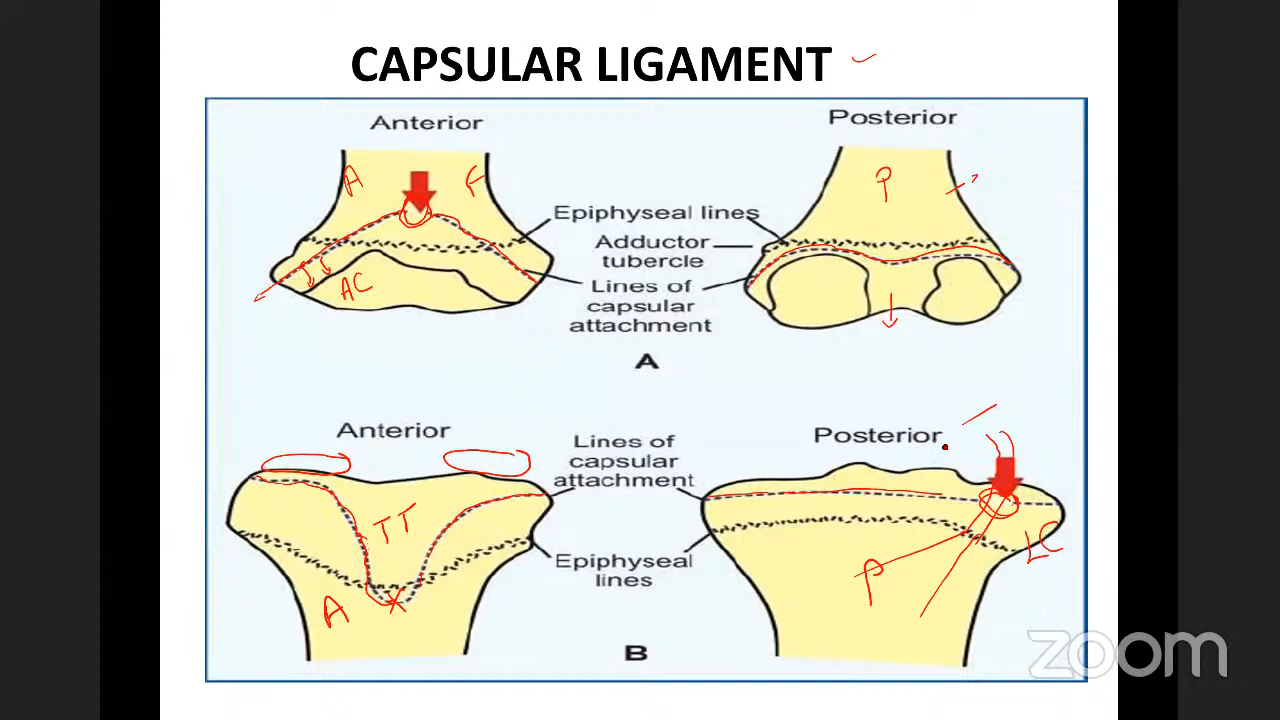 CAPSULAR LIGAMENT
Anterior
Posterior
A
F
P
Epiphyseal lines
Adductor
tubercle
Lines of
capsular
attachment
AC
A
Anterior
Posterior
Lines of
capsular
attachment
TT
LC
Epiphyseal
lines
A
P
B
zoom